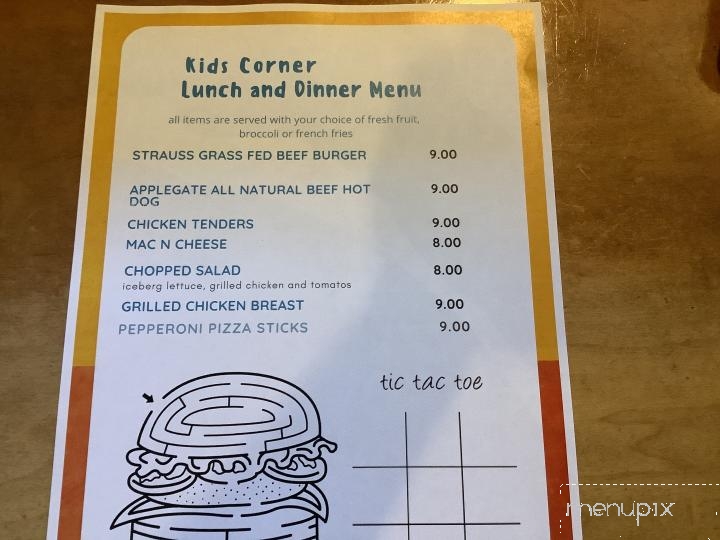 Kids Corner
Lunch and Dinner Menu
all items are served with your choice of fresh fruit,
broccoli or french fries
STRAUSS GRASS FED BEEF BURGER 9.00
APPLEGATE ALL NATURAL BEEF HOT 9.00
DOG
CHICKEN TENDERS 9.00
MAC N CHEESE 8.00
CHOPPED SALAD 8.00
iceberg lettuce, grilled chicken and tomatos
GRILLED CHICKEN BREAST 9.00
PEPPERONI PIZZA STICKS 9.00
tic tac toe
menupix